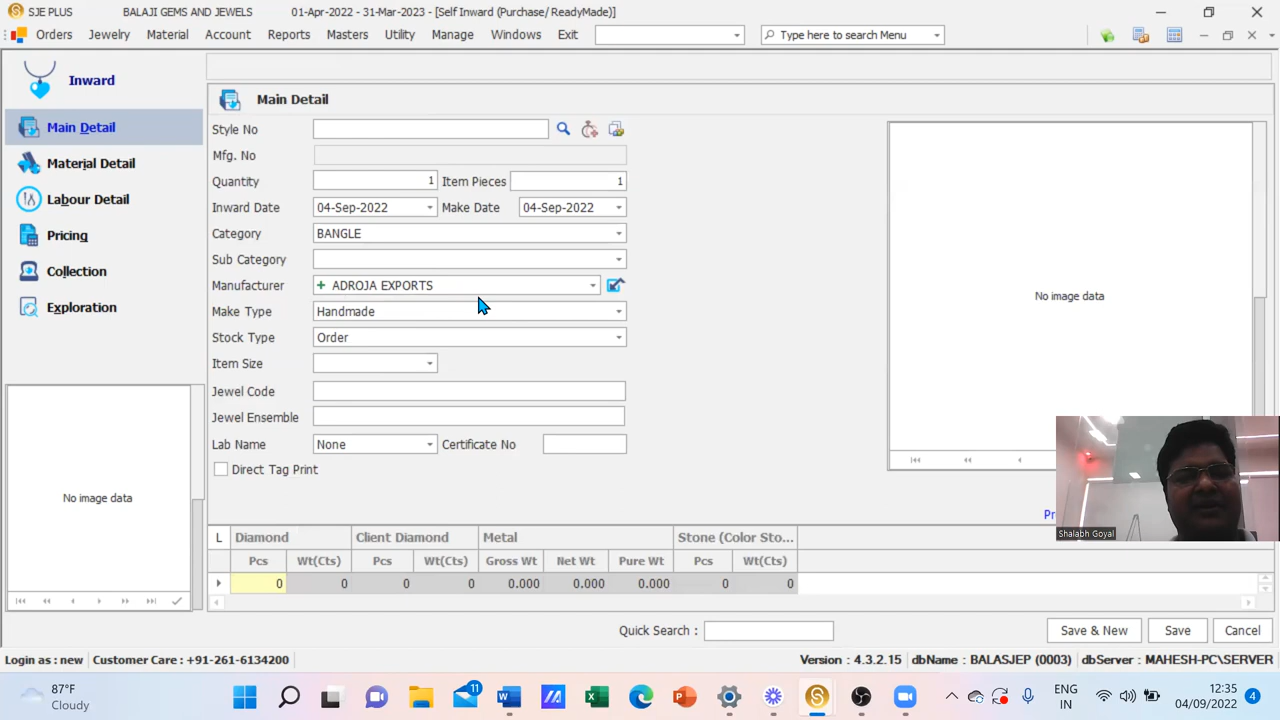 SJE PLUS BALAJI GEMS AND JEWELS 01-Apr-2022 - 31-Mar-2023 - [Self Inward (Purchase/ReadyMade)]
Orders Jewelry Material Account Reports Masters Utility Manage Windows Exit Type here to search Menu
Inward
Main Detail
Material Detail
Labour Detail
Pricing
Collection
Exploration
No image data
Main Detail
Style No
Mfg. No
Quantity 1 Item Pieces 1
Inward Date 04-Sep-2022 Make Date 04-Sep-2022
Category BANGLE
Sub Category
Manufacturer + ADROJA EXPORTS
Make Type Handmade
Stock Type Order
Item Size
Jewel Code
Jewel Ensemble
Lab Name None Certificate No
Direct Tag Print
No image data
Pr
Shalabh Goyal
L Diamond Client Diamond Metal Stone (Color Sto...
Pcs Wt(Cts) Pcs Wt(Cts) Gross Wt Net Wt Pure Wt Pcs Wt(Cts)
0 0 0 0 0.000 0.000 0.000 0 0
Quick Search : Save & New Save Cancel
Login as : new Customer Care : +91-261-6134200 Version : 4.3.2.15 dbName : BALASJEP (0003) dbServer : MAHESH-PC\SERVER
87°F
Cloudy
11
ENG
IN
12:35
04/09/2022
4